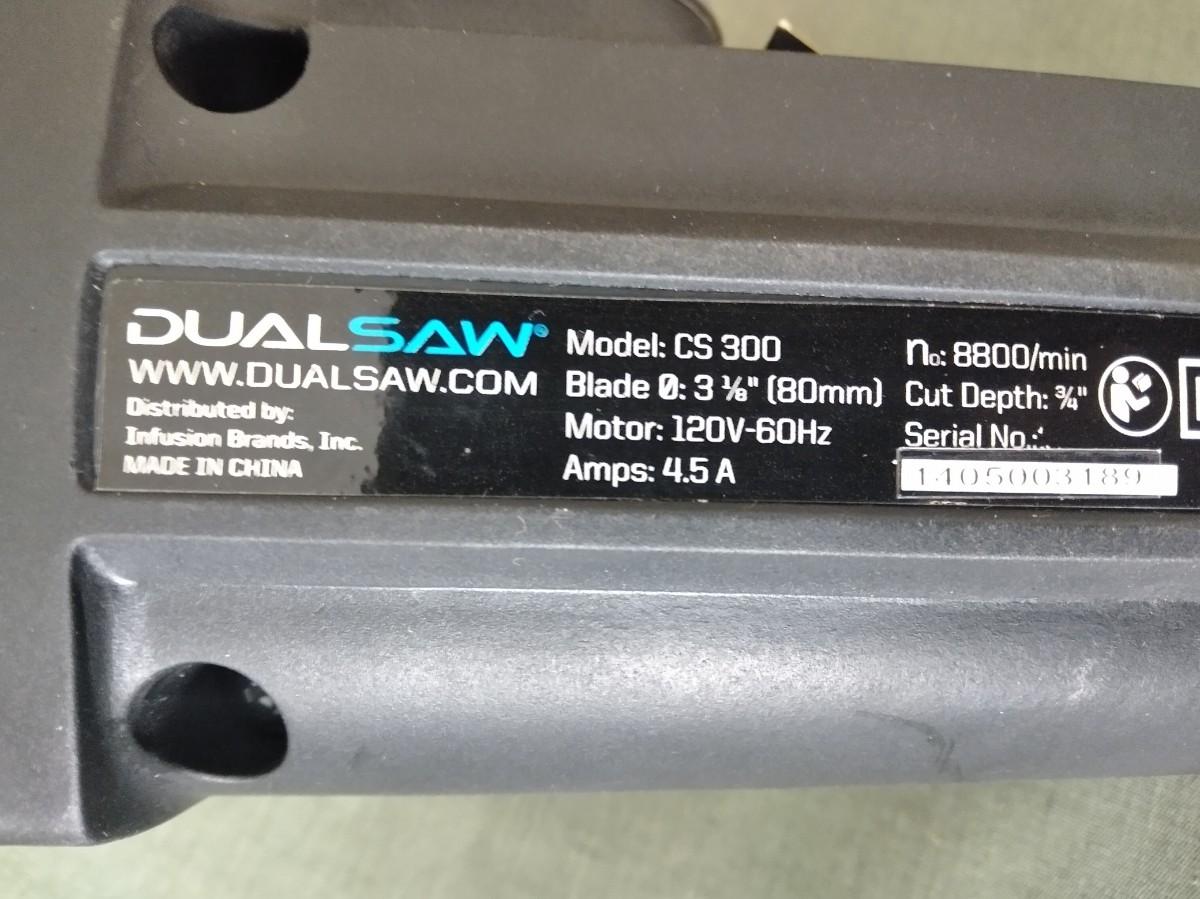 DUALSAW®
WWW.DUALSAW.COM
Distributed by:
Infusion Brands, Inc.
MADE IN CHINA
Model: CS 300
Blade Ø: 3 ⅛" (80mm)
Motor: 120V-60Hz
Amps: 4.5 A
n₀: 8800/min
Cut Depth: ¾"
Serial No.:
1405003189